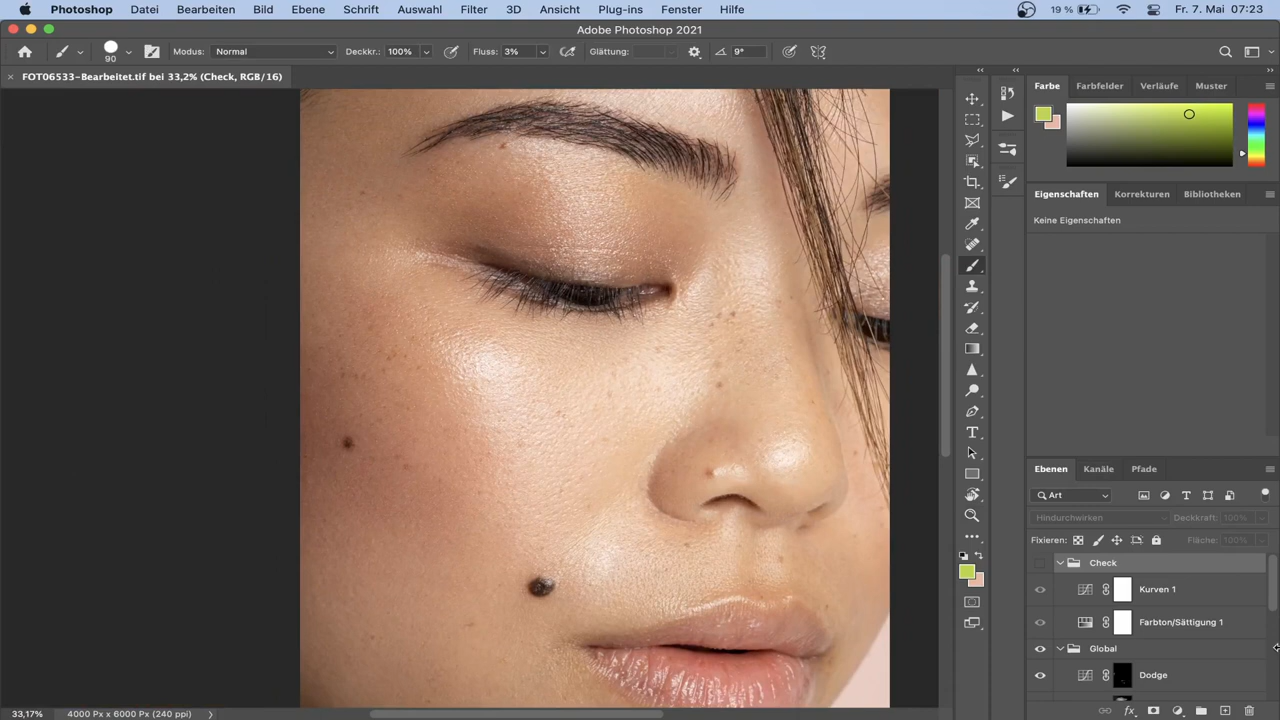 Photoshop Datei Bearbeiten Bild Ebene Schrift Auswahl Filter 3D Ansicht Plug-ins Fenster Hilfe 19 % Fr. 7. Mai 07:23
Adobe Photoshop 2021
90 Modus: Normal Deckkr.: 100% Fluss: 3% Glättung: 9°
FOT06533-Bearbeitet.tif bei 33,2% (Check, RGB/16)
Farbe Farbfelder Verläufe Muster
Eigenschaften Korrekturen Bibliotheken
Keine Eigenschaften
Ebenen Kanäle Pfade
Art
Hindurchwirken Deckkraft: 100%
Fixieren: Fläche: 100%
Check
Kurven 1
Farbton/Sättigung 1
Global
Dodge
33,17% 4000 Px x 6000 Px (240 ppi)